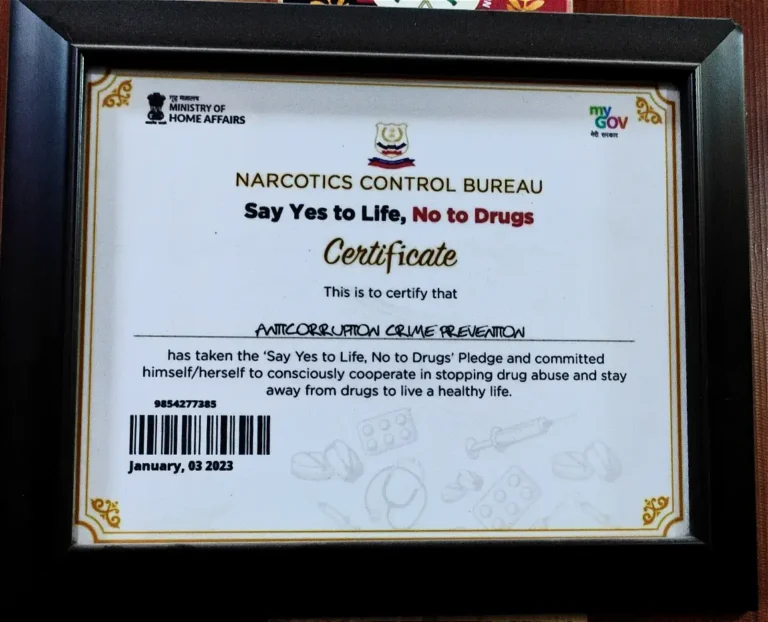 गृह मंत्रालय
MINISTRY OF
HOME AFFAIRS
my
GOV
मेरी सरकार
NARCOTICS CONTROL BUREAU
Say Yes to Life, No to Drugs
Certificate
This is to certify that
ANTICORRUPTION CRIME PREVENTION
has taken the 'Say Yes to Life, No to Drugs' Pledge and committed
himself/herself to consciously cooperate in stopping drug abuse and stay
away from drugs to live a healthy life.
9854277385
January, 03 2023